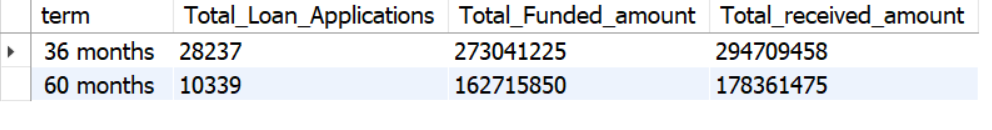 term Total_Loan_Applications Total_Funded_amount Total_received_amount
36 months 28237 273041225 294709458
60 months 10339 162715850 178361475